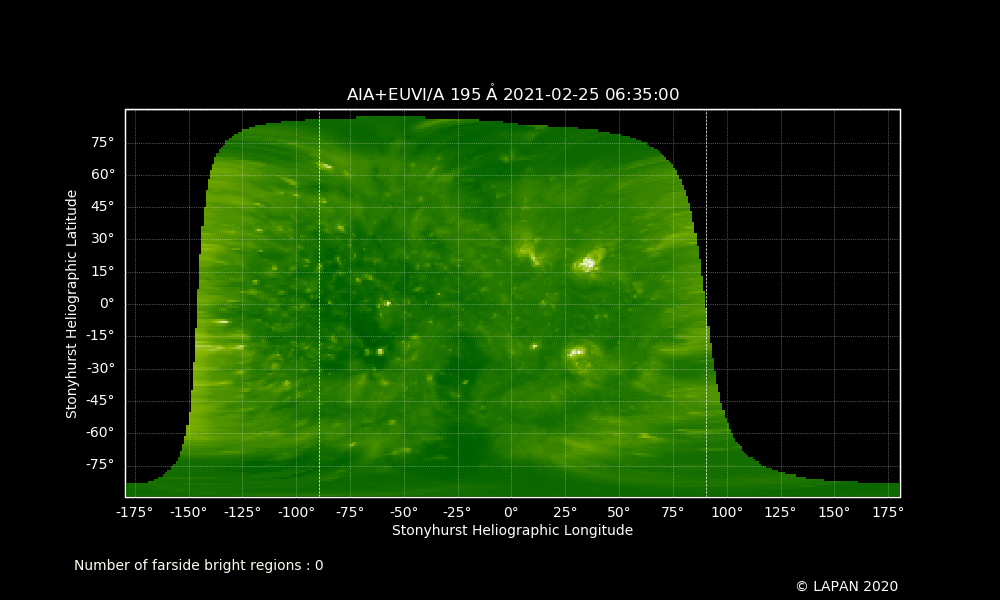 AIA+EUVI/A 195 Å 2021-02-25 06:35:00
75°
60°
45°
30°
15°
0°
-15°
-30°
-45°
-60°
-75°
Stonyhurst Heliographic Latitude
-175° -150° -125° -100° -75° -50° -25° 0° 25° 50° 75° 100° 125° 150° 175°
Stonyhurst Heliographic Longitude
Number of farside bright regions : 0
© LAPAN 2020